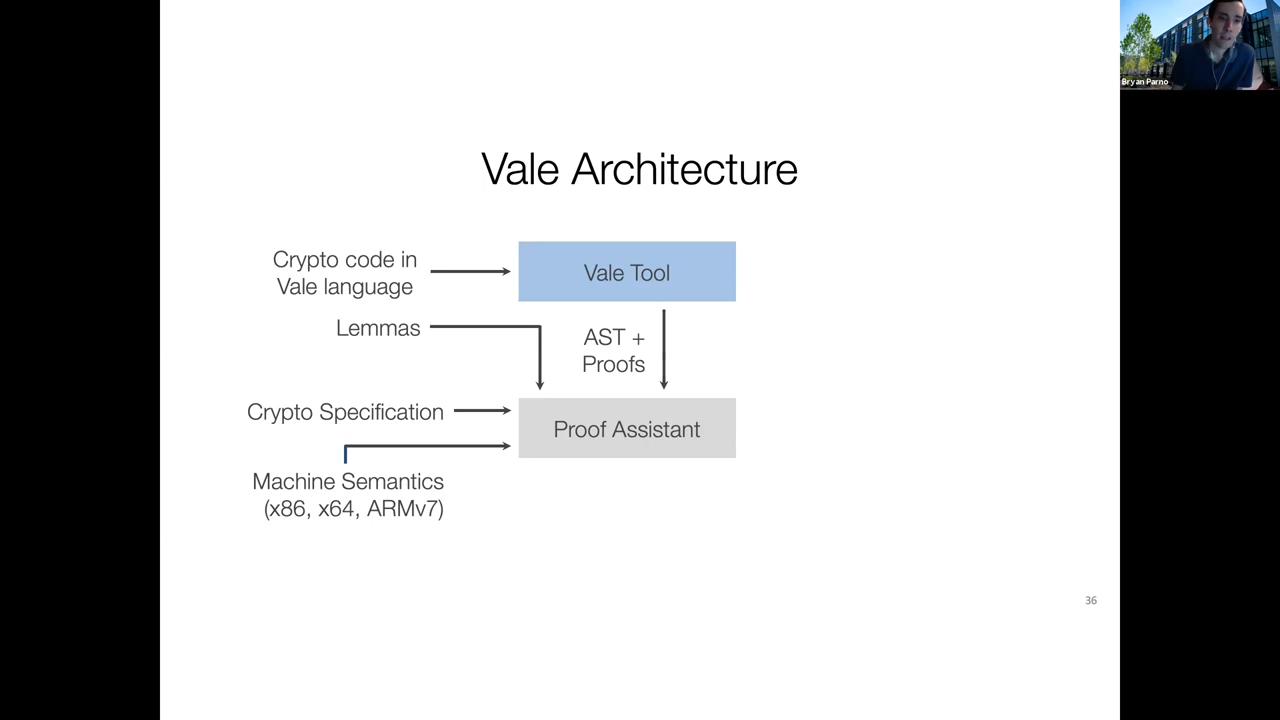 Bryan Parno
Vale Architecture
Crypto code in
Vale language
Vale Tool
Lemmas
AST +
Proofs
Crypto Specification
Proof Assistant
Machine Semantics
(x86, x64, ARMv7)
36